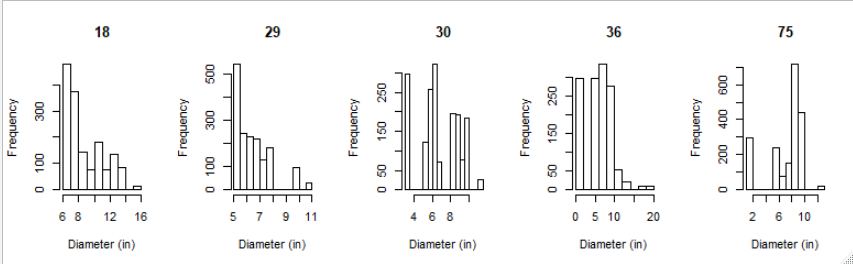 18
Frequency
0 100 300
6 8 12 16
Diameter (in)
29
Frequency
0 100 300 500
5 7 9 11
Diameter (in)
30
Frequency
0 50 150 250
4 6 8
Diameter (in)
36
Frequency
0 50 150 250
0 5 10 20
Diameter (in)
75
Frequency
0 200 400 600
2 6 10
Diameter (in)